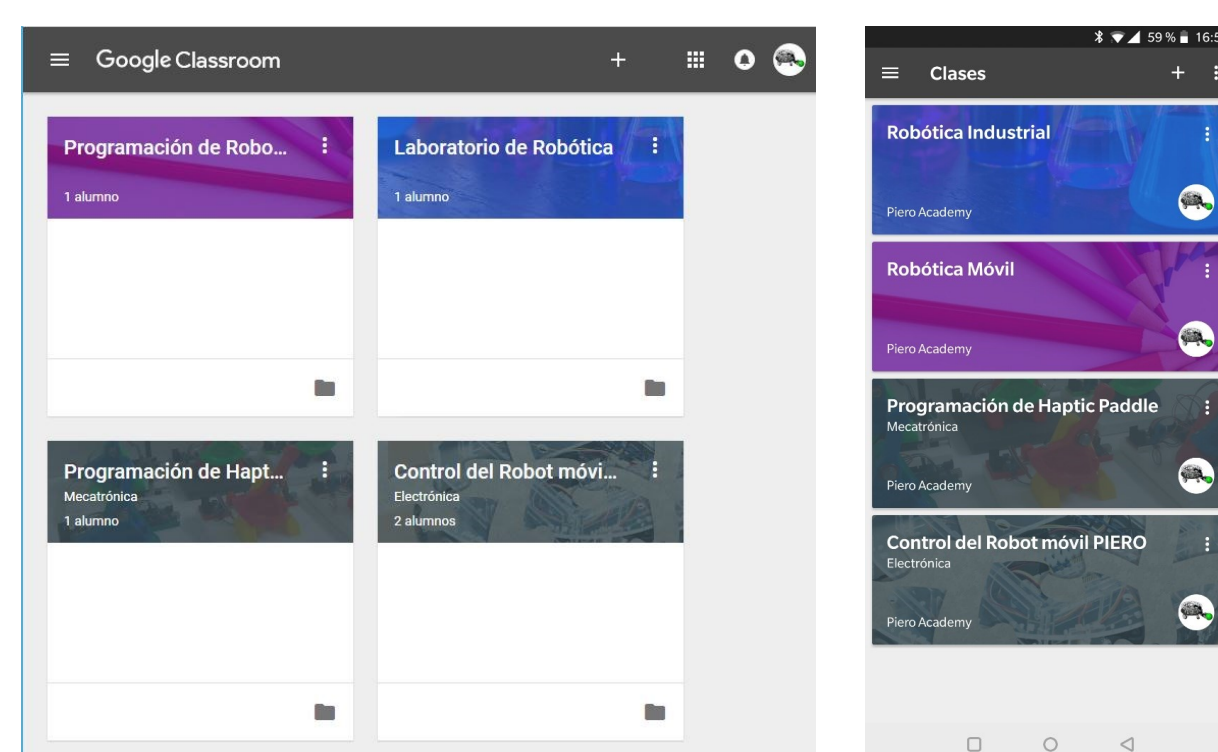 Google Classroom
Programación de Robo...
1 alumno
Laboratorio de Robótica
1 alumno
Programación de Hapt...
Mecatrónica
1 alumno
Control del Robot móvi...
Electrónica
2 alumnos
59 % 16:5
Clases
Robótica Industrial
Piero Academy
Robótica Móvil
Piero Academy
Programación de Haptic Paddle
Mecatrónica
Piero Academy
Control del Robot móvil PIERO
Electrónica
Piero Academy